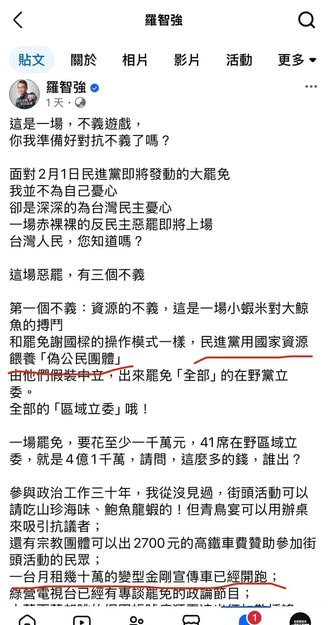 羅智強
貼文
關於
相片
影片
活動
更多
羅智強
1天
這是一場，不義遊戲，
你我準備好對抗不義了嗎？
面對2月1日民進黨即將發動的大罷免
我並不為自己憂心
卻是深深的為台灣民主憂心
一場赤裸裸的反民主惡罷即將上場
台灣人民，您知道嗎？
這場惡罷，有三個不義
第一個不義：資源的不義，這是一場小蝦米對大鯨
魚的搏鬥
和罷免謝國樑的操作模式一樣，民進黨用國家資源
餵養「偽公民團體」
由他們假裝中立，出來罷免「全部」的在野黨立
委。
全部的「區域立委」哦！
一場罷免，要花至少一千萬元，41席在野區域立
委，就是4億1千萬，請問，這麼多的錢，誰出？
參與政治工作三十年，我從沒見過，街頭活動可以
請吃山珍海味、鮑魚龍蝦的！但青鳥宴可以用辦桌
來吸引抗議者；
還有宗教團體可以出2700元的高鐵車費贊助參加街
頭活動的民眾；
一台月租幾十萬的變型金剛宣傳車已經開跑；
綠營電視台已經有專談罷免的政論節目；
1